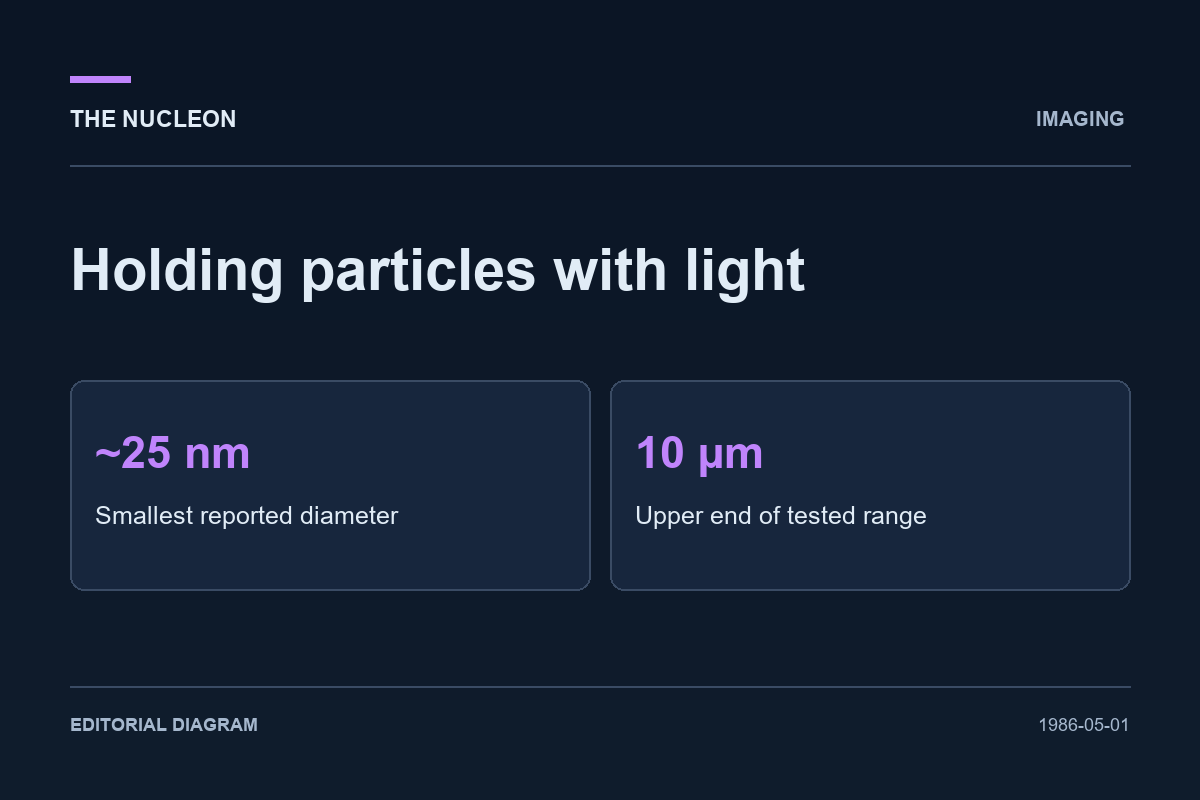 THE NUCLEON
IMAGING
Holding particles with light
~25 nm
Smallest reported diameter
10 µm
Upper end of tested range
EDITORIAL DIAGRAM
1986-05-01